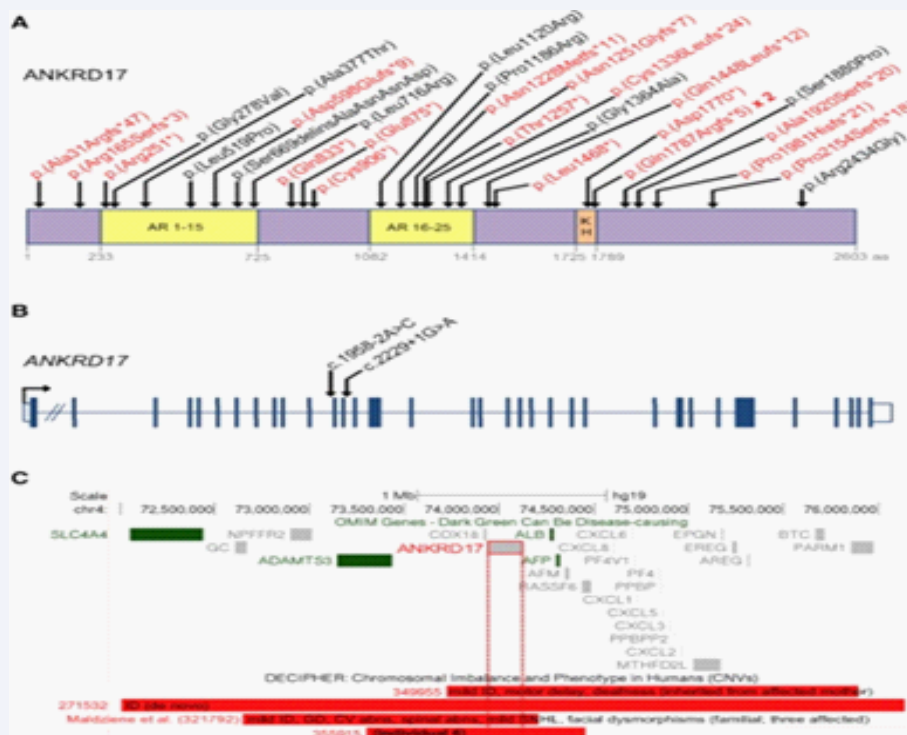 A
ANKRD17
p.(Ala31Argfs*47)
p.(Arg165Serfs*3)
p.(Arg251*)
p.(Gly278Val)
p.(Ala377Thr)
p.(Leu519Pro)
p.(Asp598Glufs*9)
p.(Ser669delinsAlaAsnAsnAsp)
p.(Leu716Arg)
p.(Gln833*)
p.(Glu875*)
p.(Cys906*)
p.(Leu1120Arg)
p.(Pro1186Arg)
p.(Asn1228Metfs*11)
p.(Asn1251Glyfs*7)
p.(Thr1257*)
p.(Cys1336Leufs*24)
p.(Gly1364Ala)
p.(Gln1448Leufs*12)
p.(Leu1468*)
p.(Asp1770*)
p.(Gln1787Argfs*5) x 2
p.(Ser1880Pro)
p.(Ala1920Serfs*20)
p.(Pro1981Hisfs*21)
p.(Pro2154Serfs*18
p.(Arg2434Gly)
AR 1-15
AR 16-25
KH
1 233 725 1082 1414 1725 1789 2603 aa
B
ANKRD17
c.1958-2A>C
c.2229+1G>A
C
Scale 1 Mb hg19
chr4: 72,500,000 73,000,000 73,500,000 74,000,000 74,500,000 75,000,000 75,500,000 76,000,000
OMIM Genes - Dark Green Can Be Disease-causing
SLC4A4 NPFFR2 COX18 ALB CXCL6 EPGN BTC
GC ANKRD17 CXCL8 EREG PARM1
ADAMTS3 AFP PF4V1 AREG
AFM PF4
RASSF6 PPBP
CXCL1
CXCL5
CXCL3
PPBPP2
CXCL2
MTHFD2L
DECIPHER: Chromosomal Imbalance and Phenotype in Humans (CNVs)
349955 mild ID, motor delay, deafness (inherited from affected mother)
271532 ID (de novo)
Maldziene et al. (321792) mild ID, GD, CV abns, spinal abns, mild SNHL, facial dysmorphisms (familial, three affected)